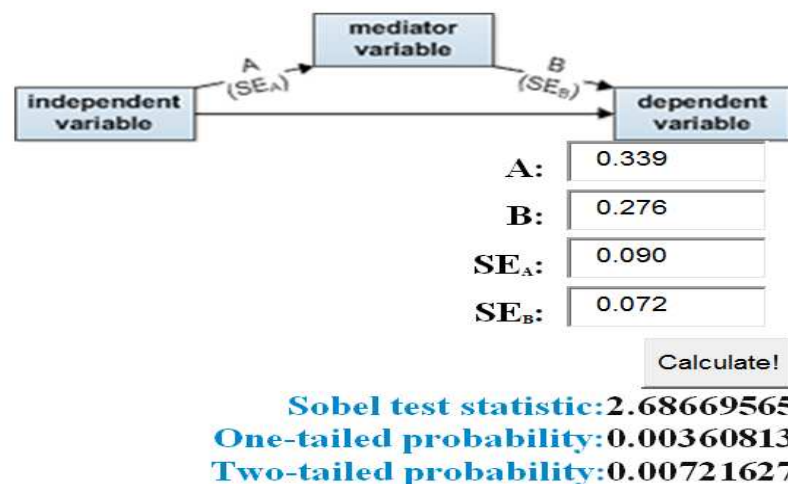 mediator
variable
A
(SEA)
B
(SEB)
independent
variable
dependent
variable
A: 0.339
B: 0.276
SEA: 0.090
SEB: 0.072
Calculate!
Sobel test statistic:2.68669565
One-tailed probability:0.00360813
Two-tailed probability:0.00721627